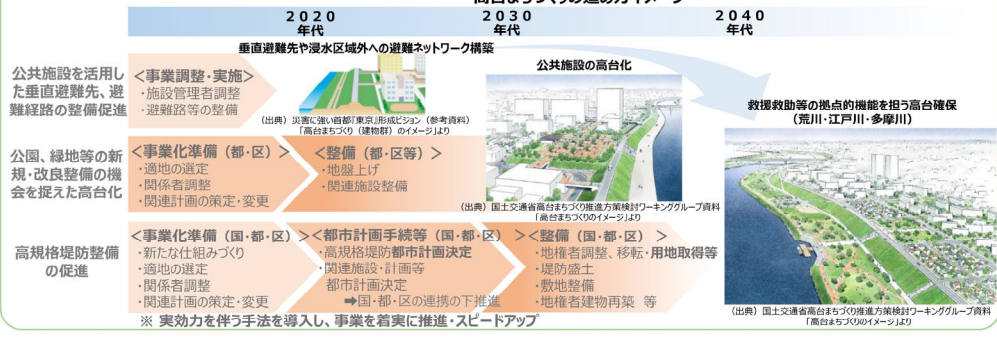 高台まちづくりの進め方イメージ
2020
年代
2030
年代
2040
年代
垂直避難先や浸水区域外への避難ネットワーク構築
公共施設を活用し
た垂直避難先、避
難経路の整備促進
<事業調整・実施>
・施設管理者調整
・避難路等の整備
(出典)災害に強い首都「東京」形成ビジョン(参考資料)
「高台まちづくり(建物群)のイメージ」より
公共施設の高台化
救援救助等の拠点的機能を担う高台確保
(荒川・江戸川・多摩川)
公園、緑地等の新
規・改良整備の機
会を捉えた高台化
<事業化準備(都・区)>
・適地の選定
・関係者調整
・関連計画の策定・変更
<整備(都・区等)>
・地盤上げ
・関連施設整備
(出典)国土交通省高台まちづくり推進方策検討ワーキンググループ資料
「高台まちづくりのイメージ」より
高規格堤防整備
の促進
<事業化準備(国・都・区)>
・新たな仕組みづくり
・適地の選定
・関係者調整
・関連計画の策定・変更
<都市計画手続等(国・都・区)>
・高規格堤防都市計画決定
・関連施設・計画等
都市計画決定
➡国・都・区の連携の下推進
<整備(国・都・区)>
・地権者調整、移転・用地取得等
・堤防盛土
・敷地整備
・地権者建物再築 等
(出典)国土交通省高台まちづくり推進方策検討ワーキンググループ資料
「高台まちづくりのイメージ」より
※ 実効力を伴う手法を導入し、事業を着実に推進・スピードアップ